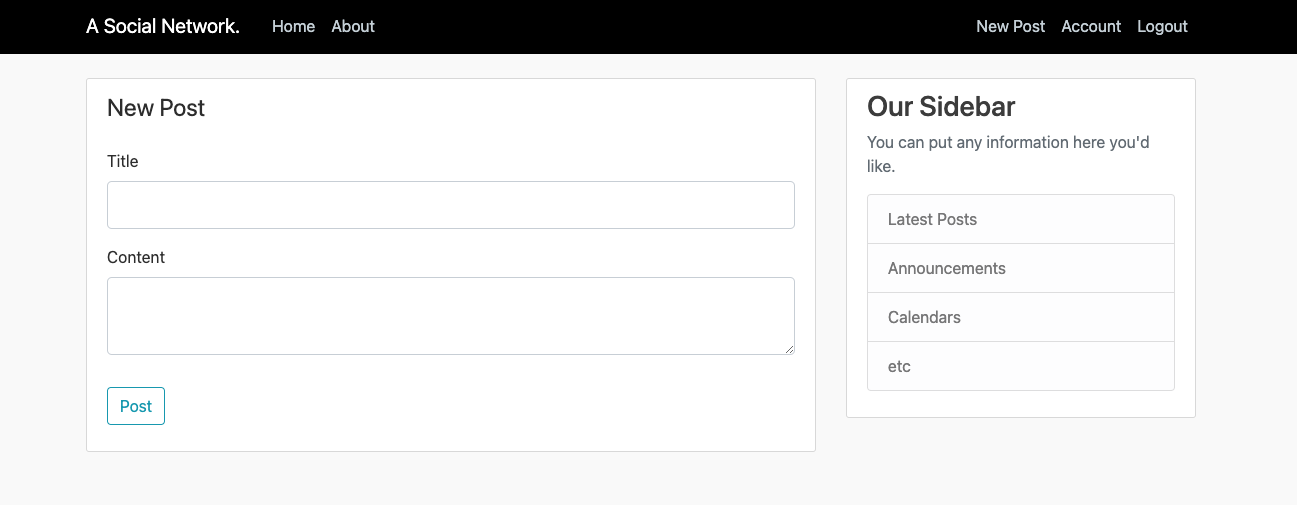 A Social Network. Home About New Post Account Logout
New Post
Title
Content
Post
Our Sidebar
You can put any information here you'd
like.
Latest Posts
Announcements
Calendars
etc